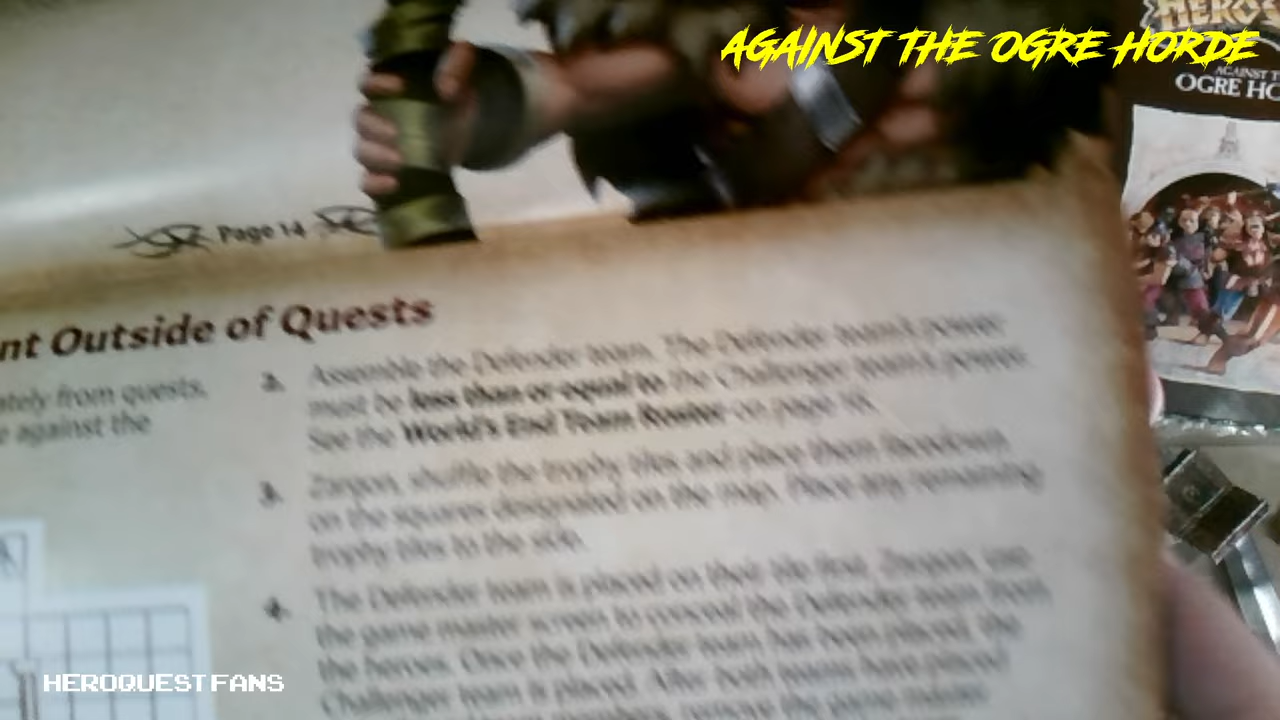 AGAINST THE OGRE HORDE
HERO
AGAINST T
OGRE HO
Page 14
nt Outside of Quests
ately from quests,
e against the
2. Assemble the Defender team. The Defender team's power
must be less than or equal to the Challenger team's power.
See the World's End Team Roster on page
3. Zargon, shuffle the trophy tiles and place them facedown
on the squares designated on the map. Place any remaining
trophy tiles to the side.
4. The Defender team is placed on their tile first. Zargon, use
the game master screen to conceal the Defender team from
the heroes. Once the Defender team has been placed, the
Challenger team is placed. After both teams have placed
remove the game master
HEROQUEST FANS